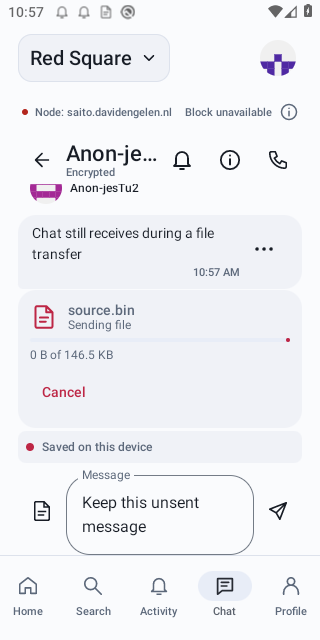 10:57
Red Square
Node: saito.davidengelen.nl Block unavailable
Anon-je...
Encrypted
Anon-jesTu2
Chat still receives during a file
transfer
10:57 AM
source.bin
Sending file
0 B of 146.5 KB
Cancel
Saved on this device
Message
Keep this unsent
message
Home Search Activity Chat Profile